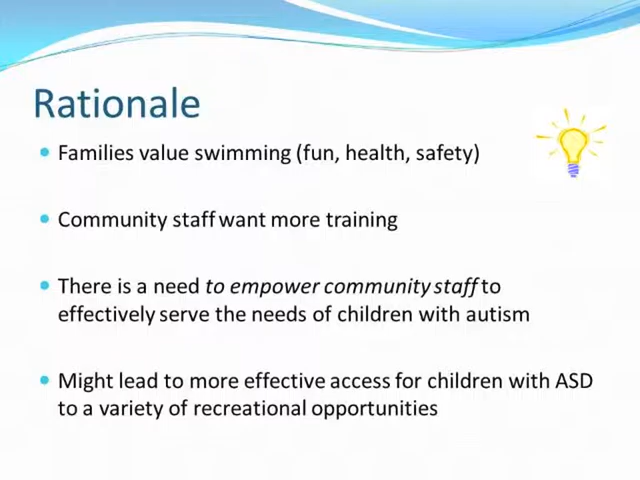 Rationale
Families value swimming (fun, health, safety)
Community staff want more training
There is a need to empower community staff to
effectively serve the needs of children with autism
Might lead to more effective access for children with ASD
to a variety of recreational opportunities